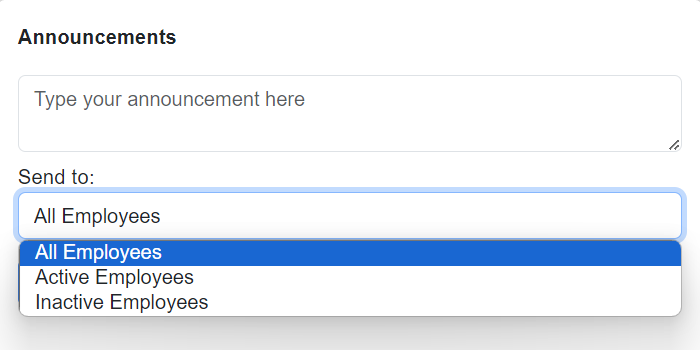 Announcements
Type your announcement here
Send to:
All Employees
All Employees
Active Employees
Inactive Employees